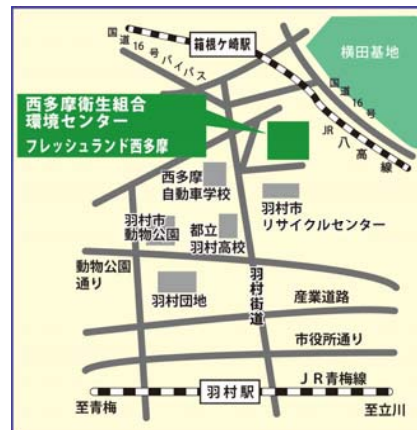 箱根ケ崎駅
国道16号バイパス
横田基地
国道16号
JR八高線
西多摩衛生組合
環境センター
フレッシュランド西多摩
西多摩
自動車学校
羽村市
リサイクルセンター
羽村市
動物公園
都立
羽村高校
動物公園
通り
羽村団地
羽村街道
産業道路
市役所通り
JR青梅線
羽村駅
至青梅
至立川